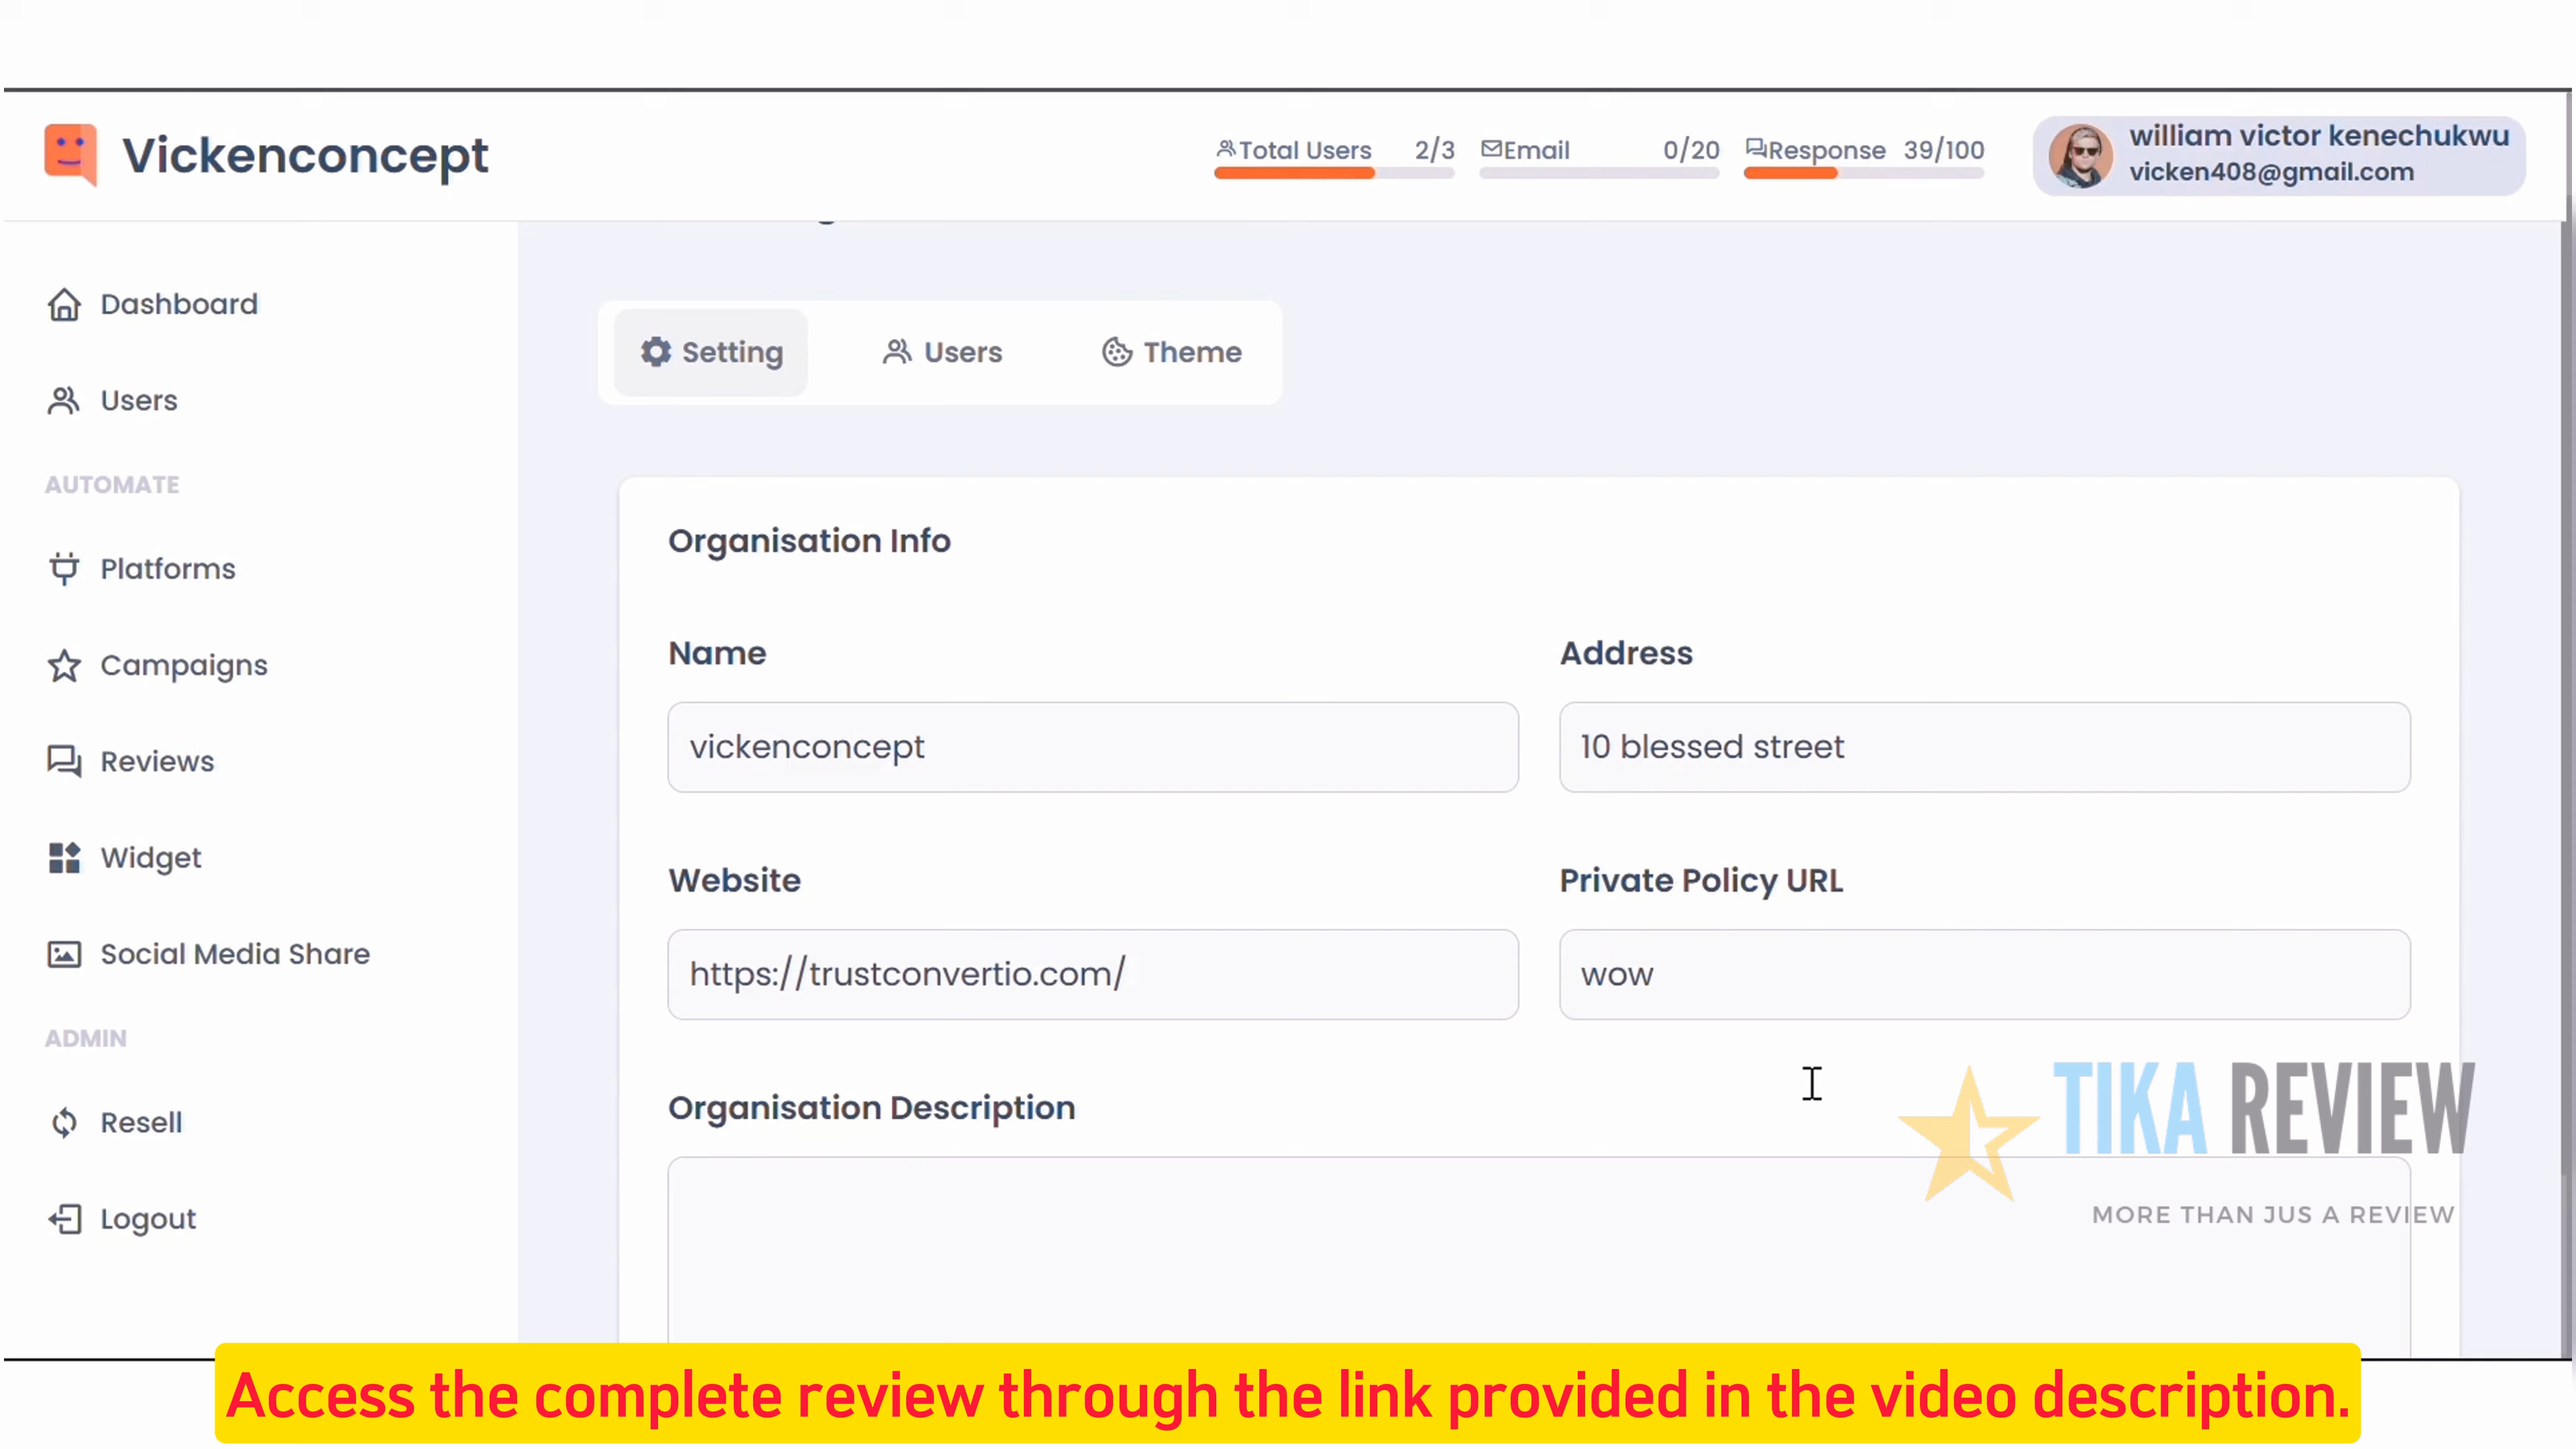 Vickenconcept
Total Users 2/3
Email 0/20
Response 39/100
william victor kenechukwu
vicken408@gmail.com
Dashboard
Users
AUTOMATE
Platforms
Campaigns
Reviews
Widget
Social Media Share
ADMIN
Resell
Logout
Setting
Users
Theme
Organisation Info
Name
Address
vickenconcept
10 blessed street
Website
Private Policy URL
https://trustconvertio.com/
wow
Organisation Description
TIKA REVIEW
MORE THAN JUS A REVIEW
Access the complete review through the link provided in the video description.